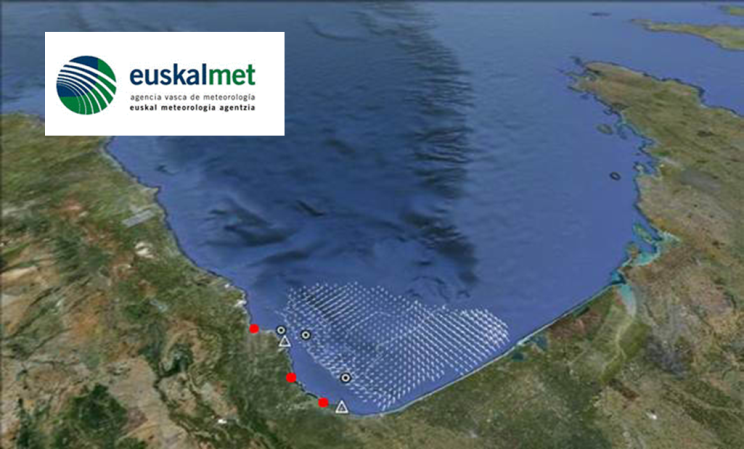 euskalmet
agencia vasca de meteorología
euskal meteorologia agentzia